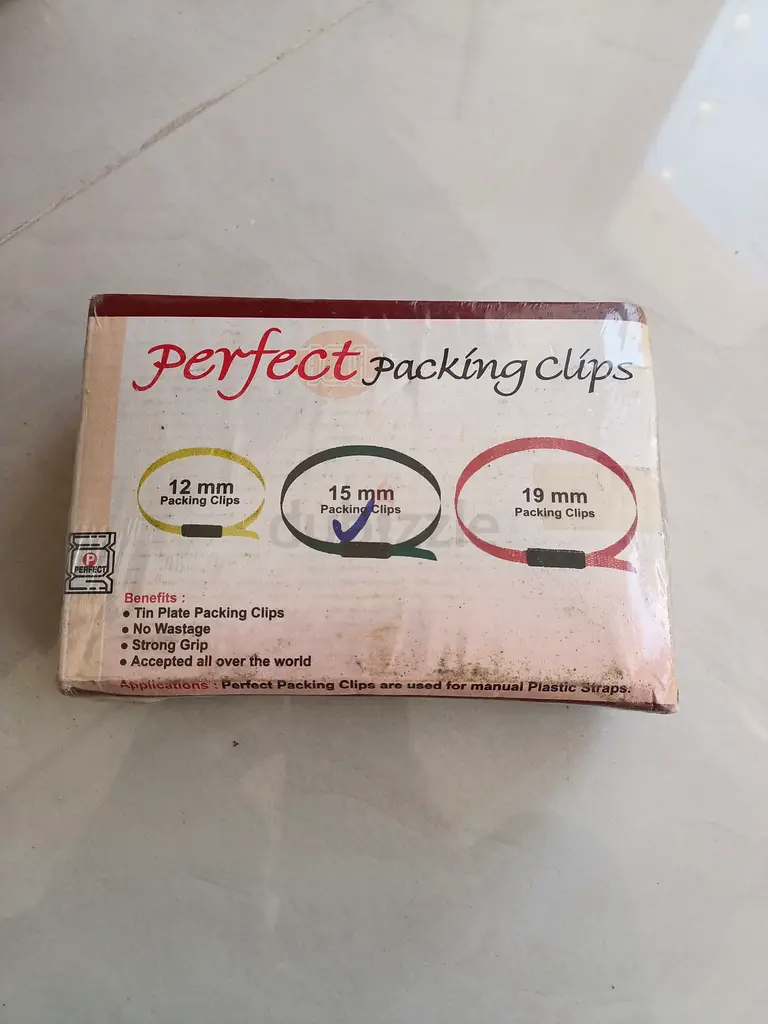 Perfect Packing Clips
12 mm
Packing Clips
15 mm
Packing Clips
19 mm
Packing Clips
dubizzle
P
PERFECT
Benefits :
• Tin Plate Packing Clips
• No Wastage
• Strong Grip
• Accepted all over the world
Applications : Perfect Packing Clips are used for manual Plastic Straps.